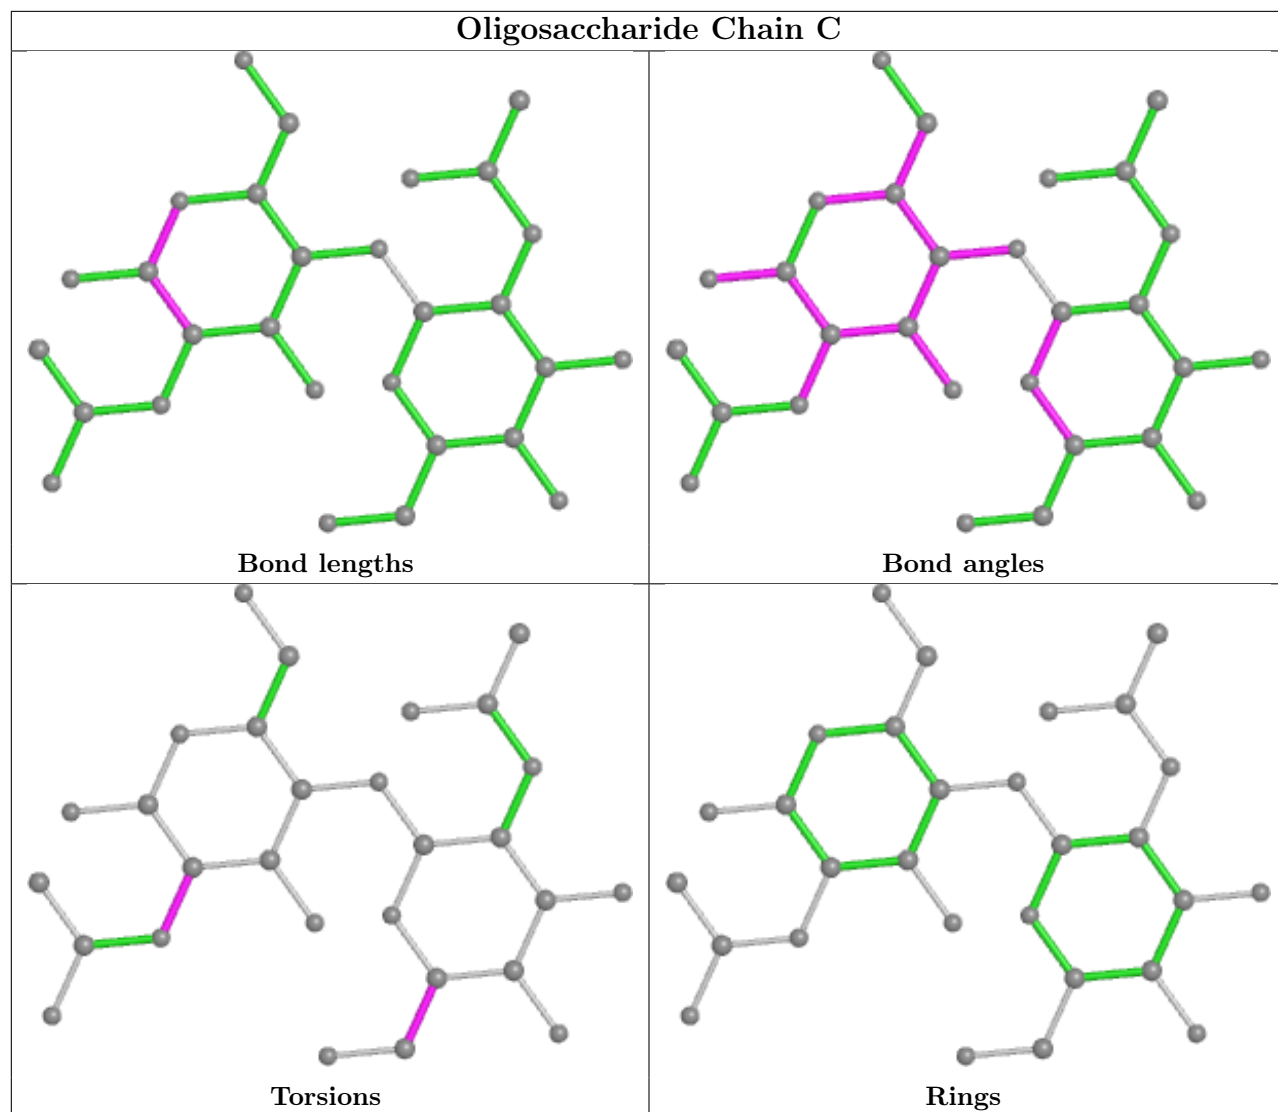 Oligosaccharide Chain C
Bond lengths
Bond angles
Torsions
Rings